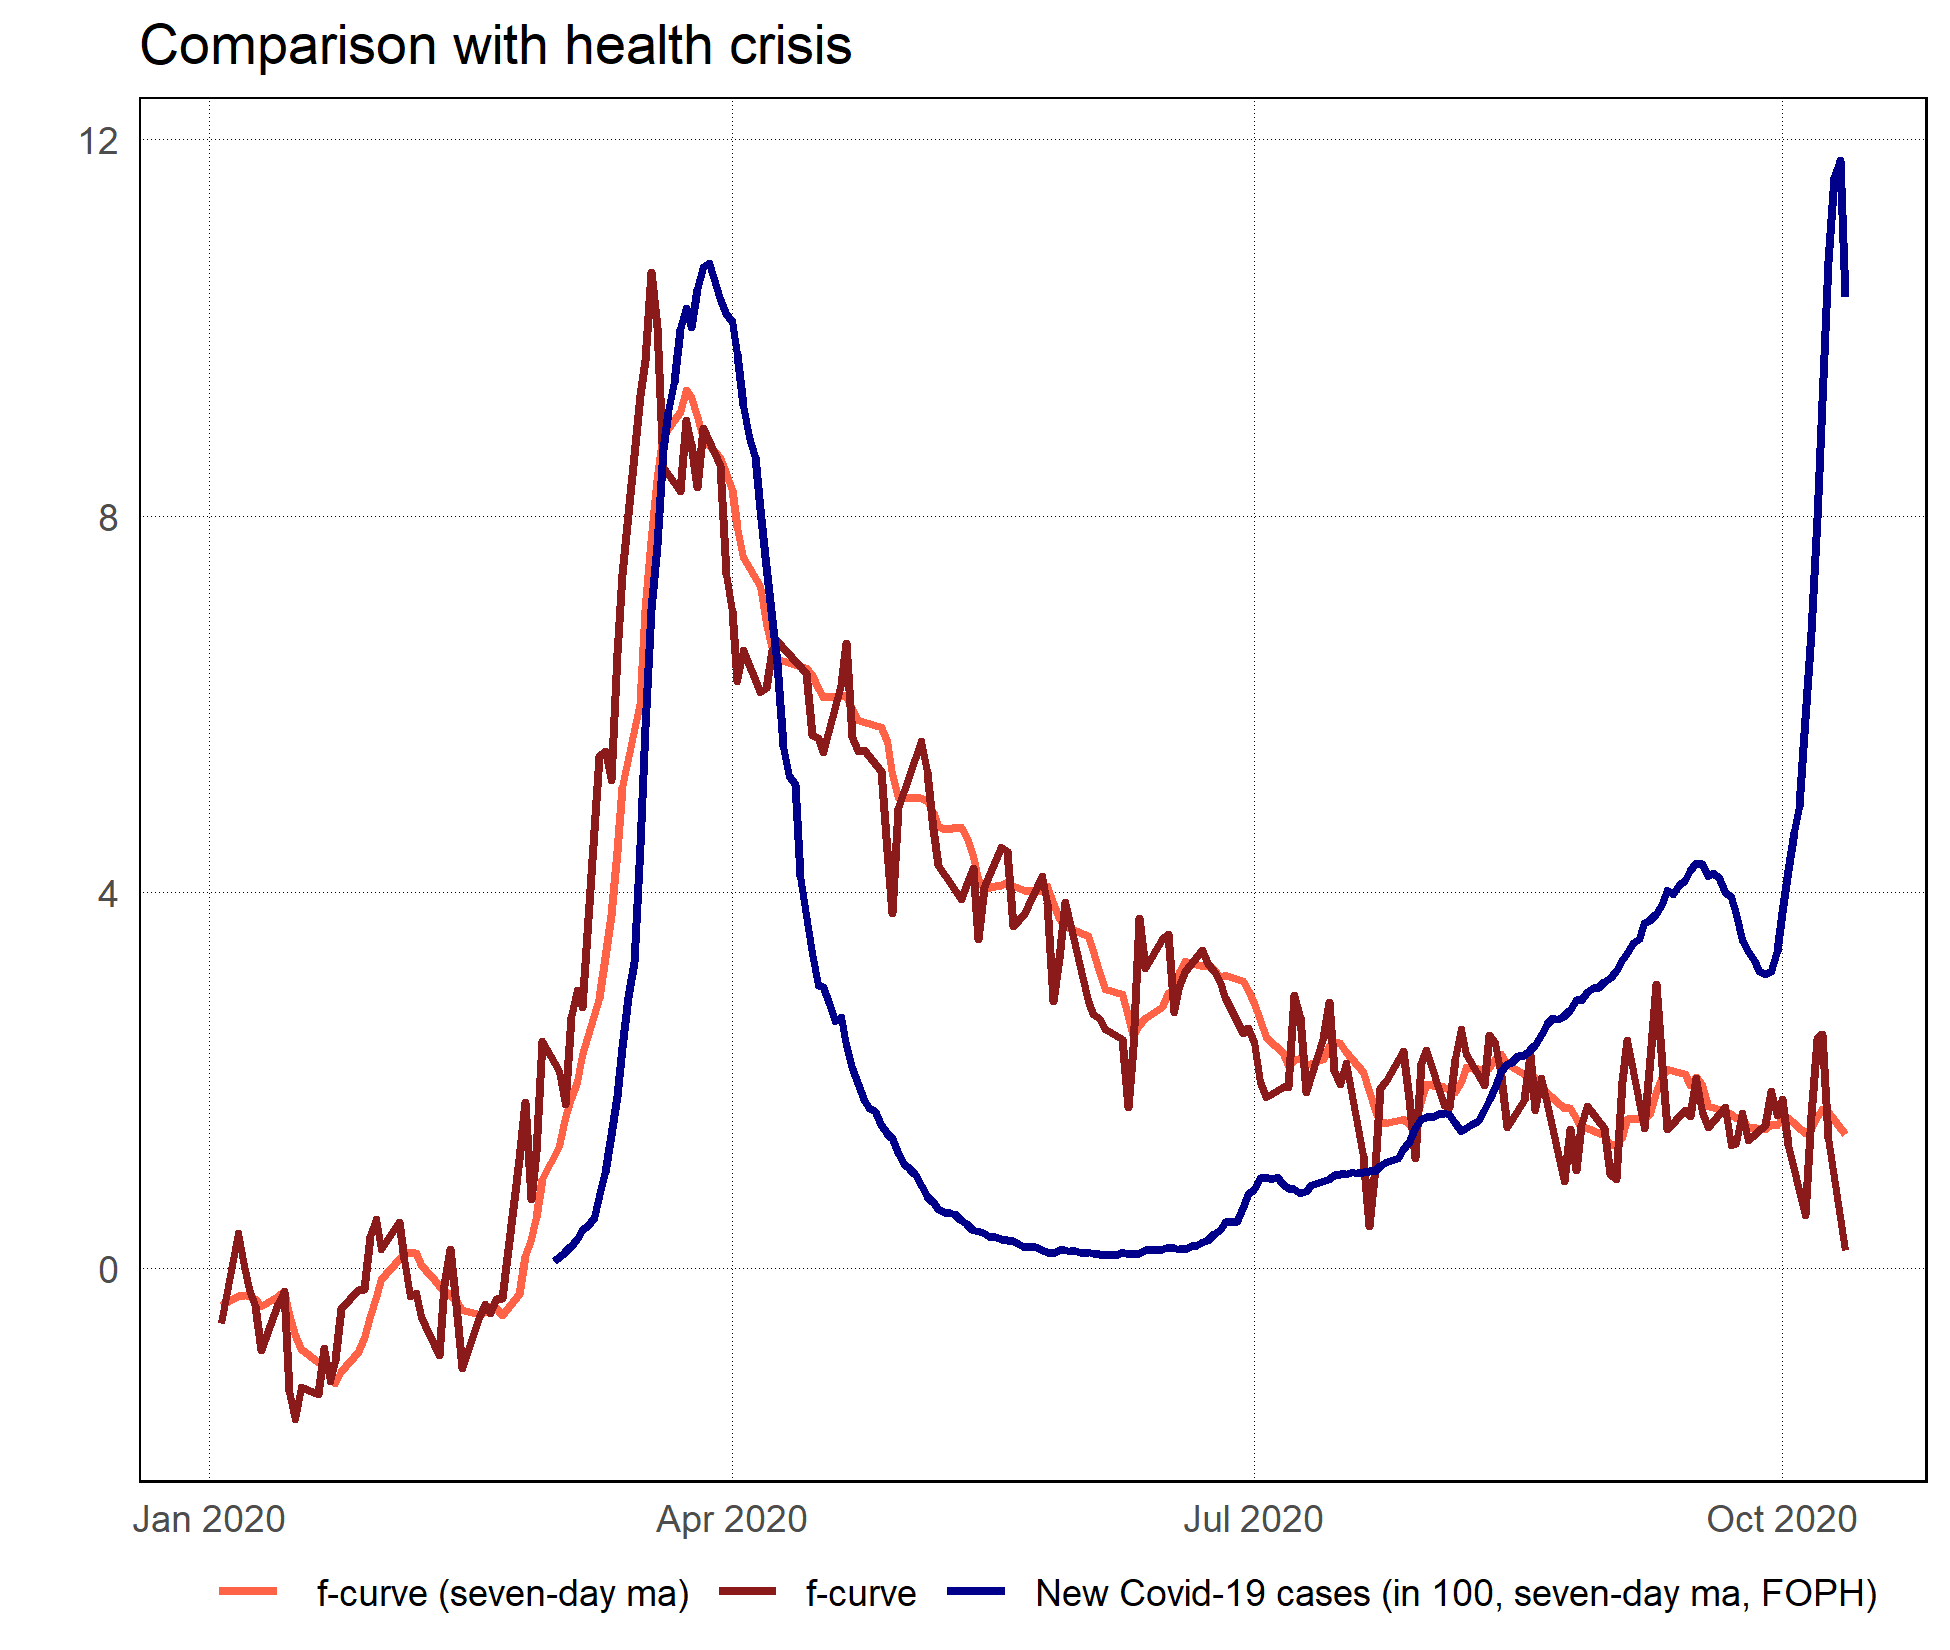 Comparison with health crisis
12
8
4
0
Jan 2020 Apr 2020 Jul 2020 Oct 2020
f-curve (seven-day ma) f-curve New Covid-19 cases (in 100, seven-day ma, FOPH)